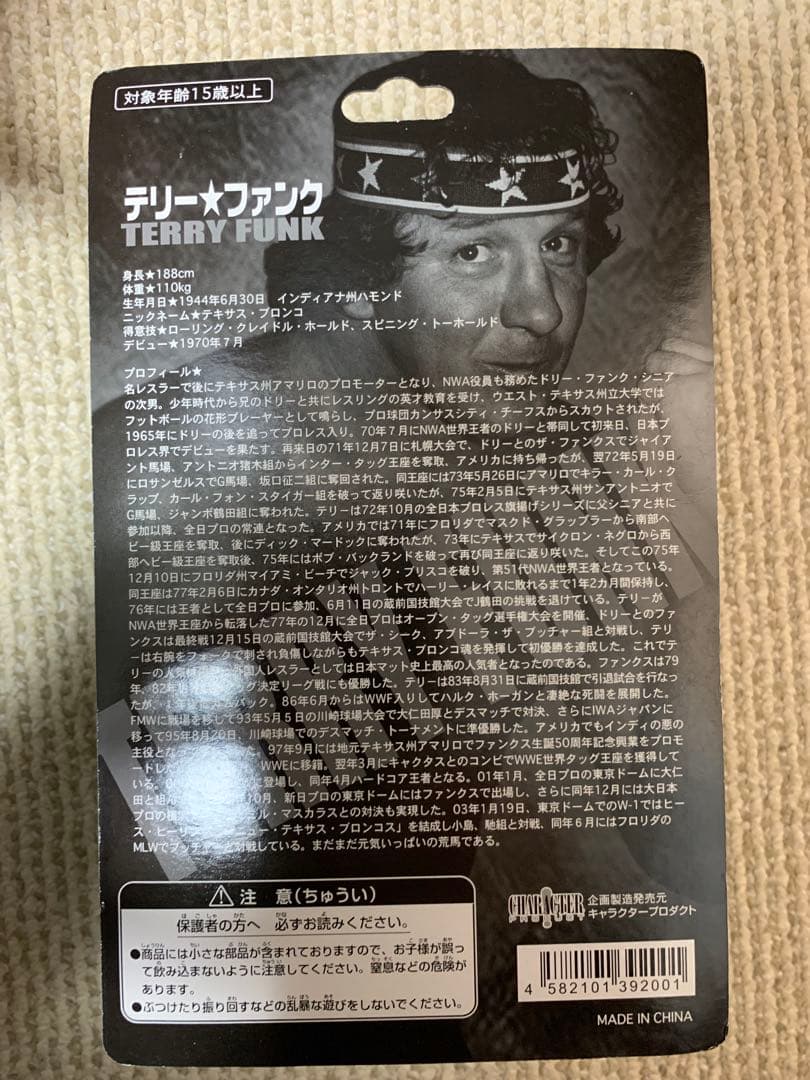 対象年齢15歳以上
テリー★ファンク
TERRY FUNK
身長★188cm
体重★110kg
生年月日★1944年6月30日 インディアナ州ハモンド
ニックネーム★テキサス・ブロンコ
得意技★ローリング・クレイドル・ホールド、スピニング・トーホールド
デビュー★1970年7月
プロフィール★
名レスラーで後にテキサス州アマリロのプロモーターとなり、NWA役員も務めたドリー・ファンク・シニア
の次男。少年時代から兄のドリーと共にレスリングの英才教育を受け、ウエスト・テキサス州立大学では
フットボールの花形プレーヤーとして鳴らし、プロ球団カンサスシティ・チーフスからスカウトされたが、
1965年にドリーの後を追ってプロレス入り。70年7月にNWA世界王者のドリーと帯同して初来日、日本プ
ロレス界でデビューを果たす。再来日の71年12月7日に札幌大会で、ドリーとのザ・ファンクスでジャイア
ント馬場、アントニオ猪木組からインター・タッグ王座を奪取、アメリカに持ち帰ったが、翌72年5月19日
にロサンゼルスでG馬場、坂口征二組に奪回された。同王座には73年5月26日にアマリロでキラー・カール・ク
ラップ、カール・フォン・スタイガー組を破って返り咲いたが、75年2月5日にテキサス州サンアントニオで
G馬場、ジャンボ鶴田組に奪われた。テリーは72年10月の全日本プロレス旗揚げシリーズに父シニアと共に
参加以降、全日プロの常連となった。アメリカでは71年にフロリダでマスクド・グラップラーから南部ヘ
ビー級王座を奪取、後にディック・マードックに奪われたが、73年にテキサスでサイクロン・ネグロから西
部ヘビー級王座奪取後、75年にはボブ・バックランドを破って再び同王座に返り咲いた。そしてこの75年
12月10日にフロリダ州マイアミ・ビーチでジャック・ブリスコを破り、第51代NWA世界王者となっている。
同王座は77年2月6日にカナダ・オンタリオ州トロントでハーリー・レイスに敗れるまで1年2カ月間保持し、
76年には王者として全日プロに参加、6月11日の蔵前国技館大会でJ鶴田の挑戦を退けている。テリーが
NWA世界王座から転落した77年の12月に全日プロはオープン・タッグ選手権大会を開催、ドリーとのファ
ンクスは最終戦12月15日の蔵前国技館大会でザ・シーク、アブドーラ・ザ・ブッチャー組と対戦し、テリ
ーは右腕をフォークで刺され負傷しながらもテキサス・ブロンコ魂を発揮して初優勝を達成した。これでテ
リーの人気 国人レスラーとしては日本マット史上最高の人気者となったのである。ファンクスは79
年、82年 グ決定リーグ戦にも優勝した。テリーは83年8月31日に蔵前国技館で引退試合を行なっ
たが、1年 バック。86年6月からはWWF入りしてハルク・ホーガンと凄絶な死闘を展開した。
FMWに戦場を移して93年5月5日の川崎球場大会で大仁田厚とデスマッチで対決、さらにIWAジャパンに
移って95年8月20日、川崎球場でのデスマッチ・トーナメントに準優勝した。アメリカでもインディの悪の
主役とな 97年9月には地元テキサス州アマリロでファンクス生誕50周年記念興業をプロモ
ートレ WWEに移籍。翌年3月にキャクタスとのコンビでWWE世界タッグ王座を獲得して
いる。 に登場し、同年4月ハードコア王者となる。01年1月、全日プロの東京ドームに大仁
田と組ん 10月、新日プロの東京ドームにはファンクスで出場し、さらに同年12月には大日本
プロの横 ル・マスカラスとの対決も実現した。03年1月19日、東京ドームでのW-1ではヒー
ス・ヒーリ ニュー・テキサス・ブロンコス」を結成し小島、馳組と対戦、同年6月にはフロリダの
MLWでブッチャーと対戦している。まだまだ元気いっぱいの荒馬である。
注 意(ちゅうい)
保護者の方へ 必ずお読みください。
●商品には小さな部品が含まれておりますので、お子様が誤っ
て飲み込まないように注意してください。窒息などの危険が
あります。
●ぶつけたり振り回すなどの乱暴な遊びをしないでください。
CHARACTER
企画製造発売元
キャラクタープロダクト
4 582101 392001
MADE IN CHINA